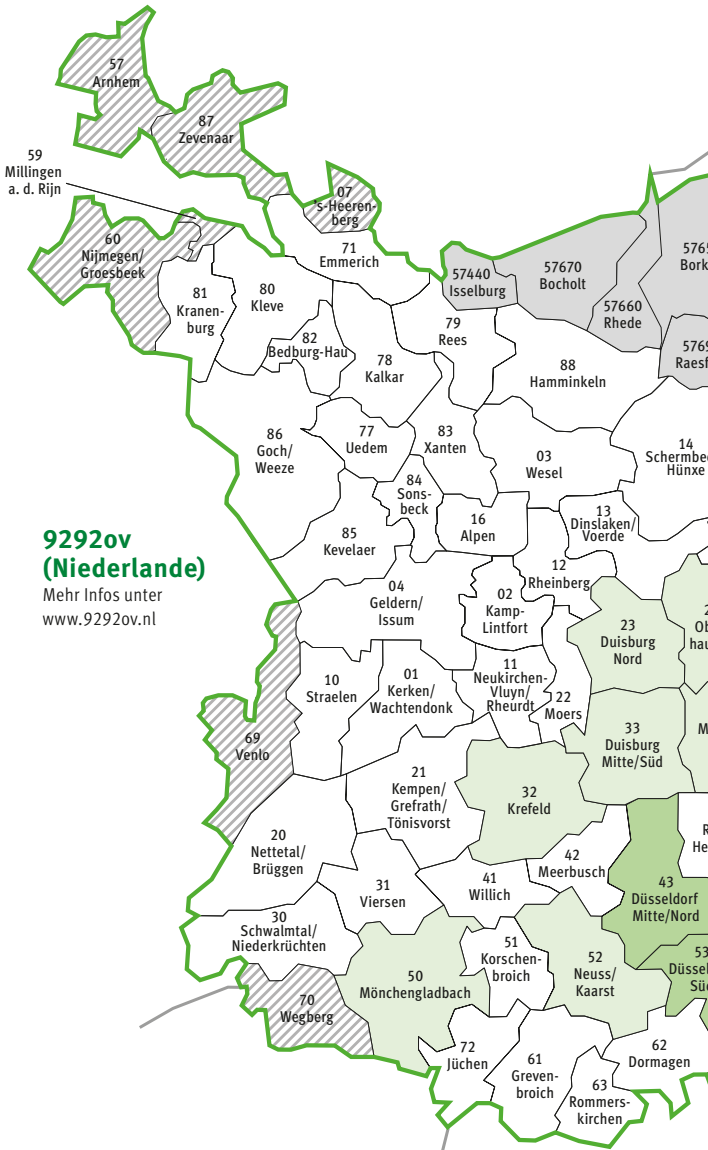 57
Arnhem
87
Zevenaar
59
Millingen
a. d. Rijn
07
's-Heeren-
berg
60
Nijmegen/
Groesbeek
71
Emmerich
57440
Isselburg
57670
Bocholt
57660
Rhede
81
Kranen-
burg
80
Kleve
82
Bedburg-Hau
79
Rees
78
Kalkar
88
Hamminkeln
86
Goch/
Weeze
77
Uedem
83
Xanten
03
Wesel
14
84
Sons-
beck
16
Alpen
13
Dinslaken/
Voerde
85
Kevelaer
12
Rheinberg
9292ov
(Niederlande)
Mehr Infos unter
www.9292ov.nl
04
Geldern/
Issum
02
Kamp-
Lintfort
23
Duisburg
Nord
10
Straelen
01
Kerken/
Wachtendonk
11
Neukirchen-
Vluyn/
Rheurdt
22
Moers
69
Venlo
33
Duisburg
Mitte/Süd
21
Kempen/
Grefrath/
Tönisvorst
32
Krefeld
20
Nettetal/
Brüggen
42
Meerbusch
31
Viersen
41
Willich
43
Düsseldorf
Mitte/Nord
30
Schwalmtal/
Niederkrüchten
51
Korschen-
broich
52
Neuss/
Kaarst
50
Mönchengladbach
70
Wegberg
72
Jüchen
61
Greven-
broich
62
Dormagen
63
Rommers-
kirchen